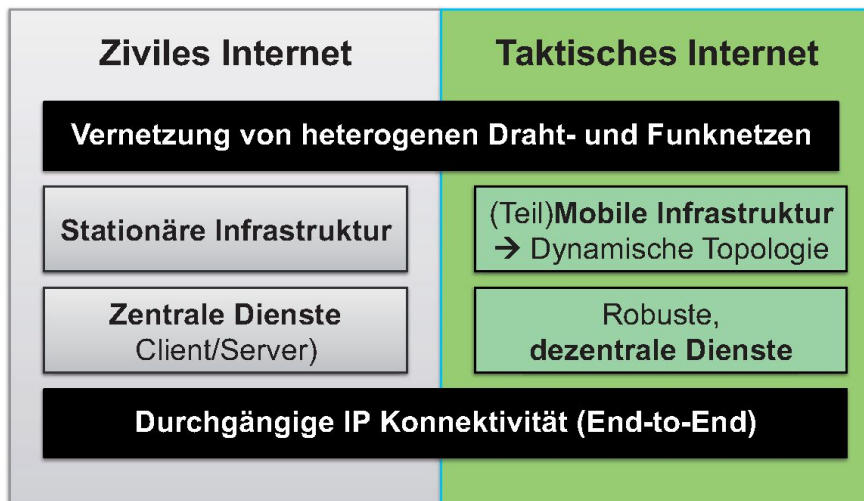 Ziviles Internet
Taktisches Internet
Vernetzung von heterogenen Draht- und Funknetzen
Stationäre Infrastruktur
(Teil)Mobile Infrastruktur
→ Dynamische Topologie
Zentrale Dienste
Client/Server)
Robuste,
dezentrale Dienste
Durchgängige IP Konnektivität (End-to-End)